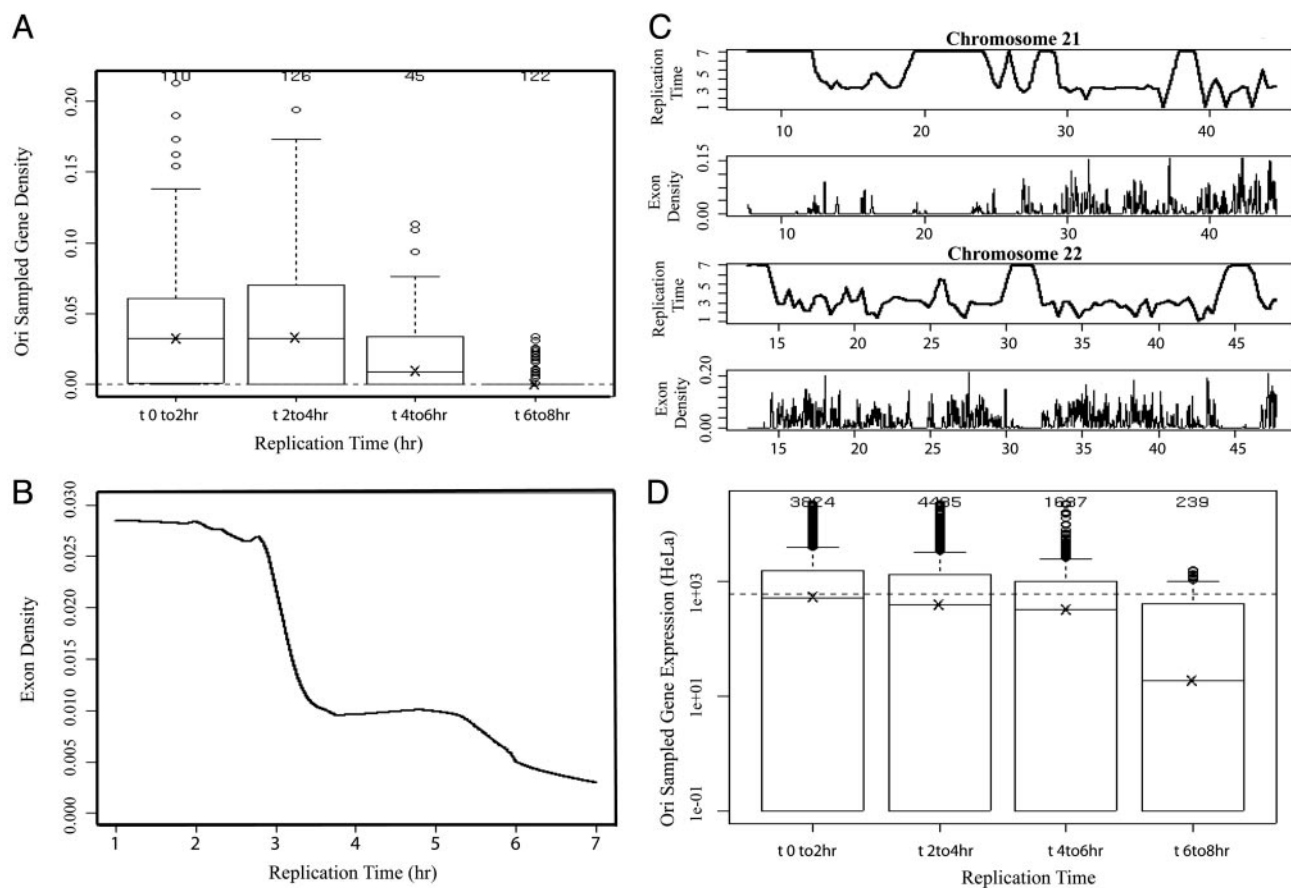 A
110 126 45 122
0.20
0.15
0.10
0.05
0.00
Ori Sampled Gene Density
t 0 to2hr t 2to4hr t 4to6hr t 6to8hr
Replication Time (hr)
B
0.030
0.025
0.020
0.015
0.010
0.005
0.000
Exon Density
1 2 3 4 5 6 7
Replication Time (hr)
C
Chromosome 21
Replication
Time
1 3 5 7
10 20 30 40
Exon
Density
0.00 0.15
10 20 30 40
Chromosome 22
Replication
Time
1 3 5 7
15 20 25 30 35 40 45
Exon
Density
0.00 0.20
15 20 25 30 35 40 45
D
239
1e+03
1e+01
1e-01
Ori Sampled Gene Expression (HeLa)
t 0 to2hr t 2to4hr t 4to6hr t 6to8hr
Replication Time